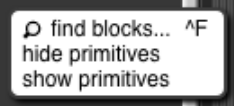 find blocks... ^F
hide primitives
show primitives